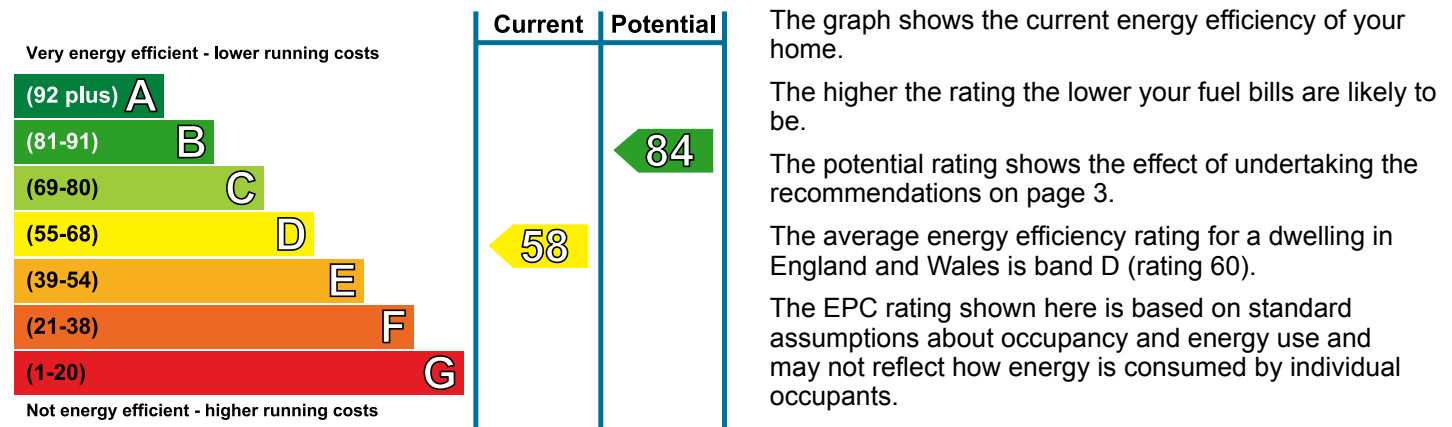 Current Potential
Very energy efficient - lower running costs
(92 plus) A
(81-91) B
84
(69-80) C
(55-68) D
58
(39-54) E
(21-38) F
(1-20) G
Not energy efficient - higher running costs
The graph shows the current energy efficiency of your
home.
The higher the rating the lower your fuel bills are likely to
be.
The potential rating shows the effect of undertaking the
recommendations on page 3.
The average energy efficiency rating for a dwelling in
England and Wales is band D (rating 60).
The EPC rating shown here is based on standard
assumptions about occupancy and energy use and
may not reflect how energy is consumed by individual
occupants.